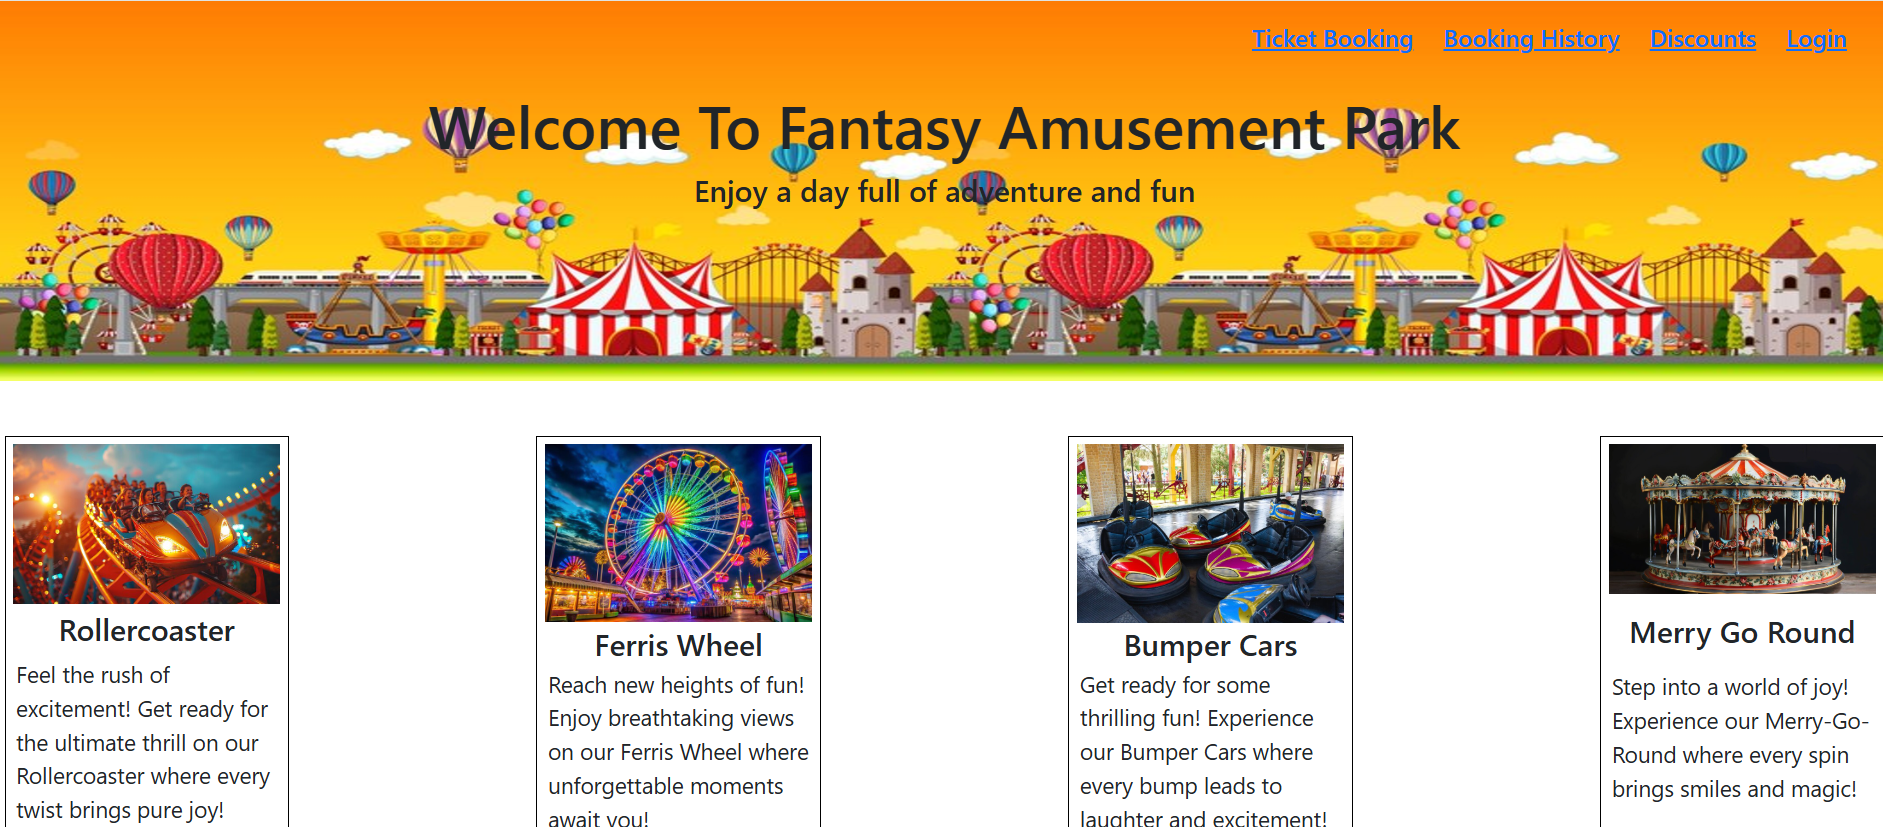 Ticket Booking Booking History Discounts Login
Welcome To Fantasy Amusement Park
Enjoy a day full of adventure and fun
Rollercoaster
Feel the rush of
excitement! Get ready for
the ultimate thrill on our
Rollercoaster where every
twist brings pure joy!
Ferris Wheel
Reach new heights of fun!
Enjoy breathtaking views
on our Ferris Wheel where
unforgettable moments
await you!
Bumper Cars
Get ready for some
thrilling fun! Experience
our Bumper Cars where
every bump leads to
laughter and excitement!
Merry Go Round
Step into a world of joy!
Experience our Merry-Go-
Round where every spin
brings smiles and magic!